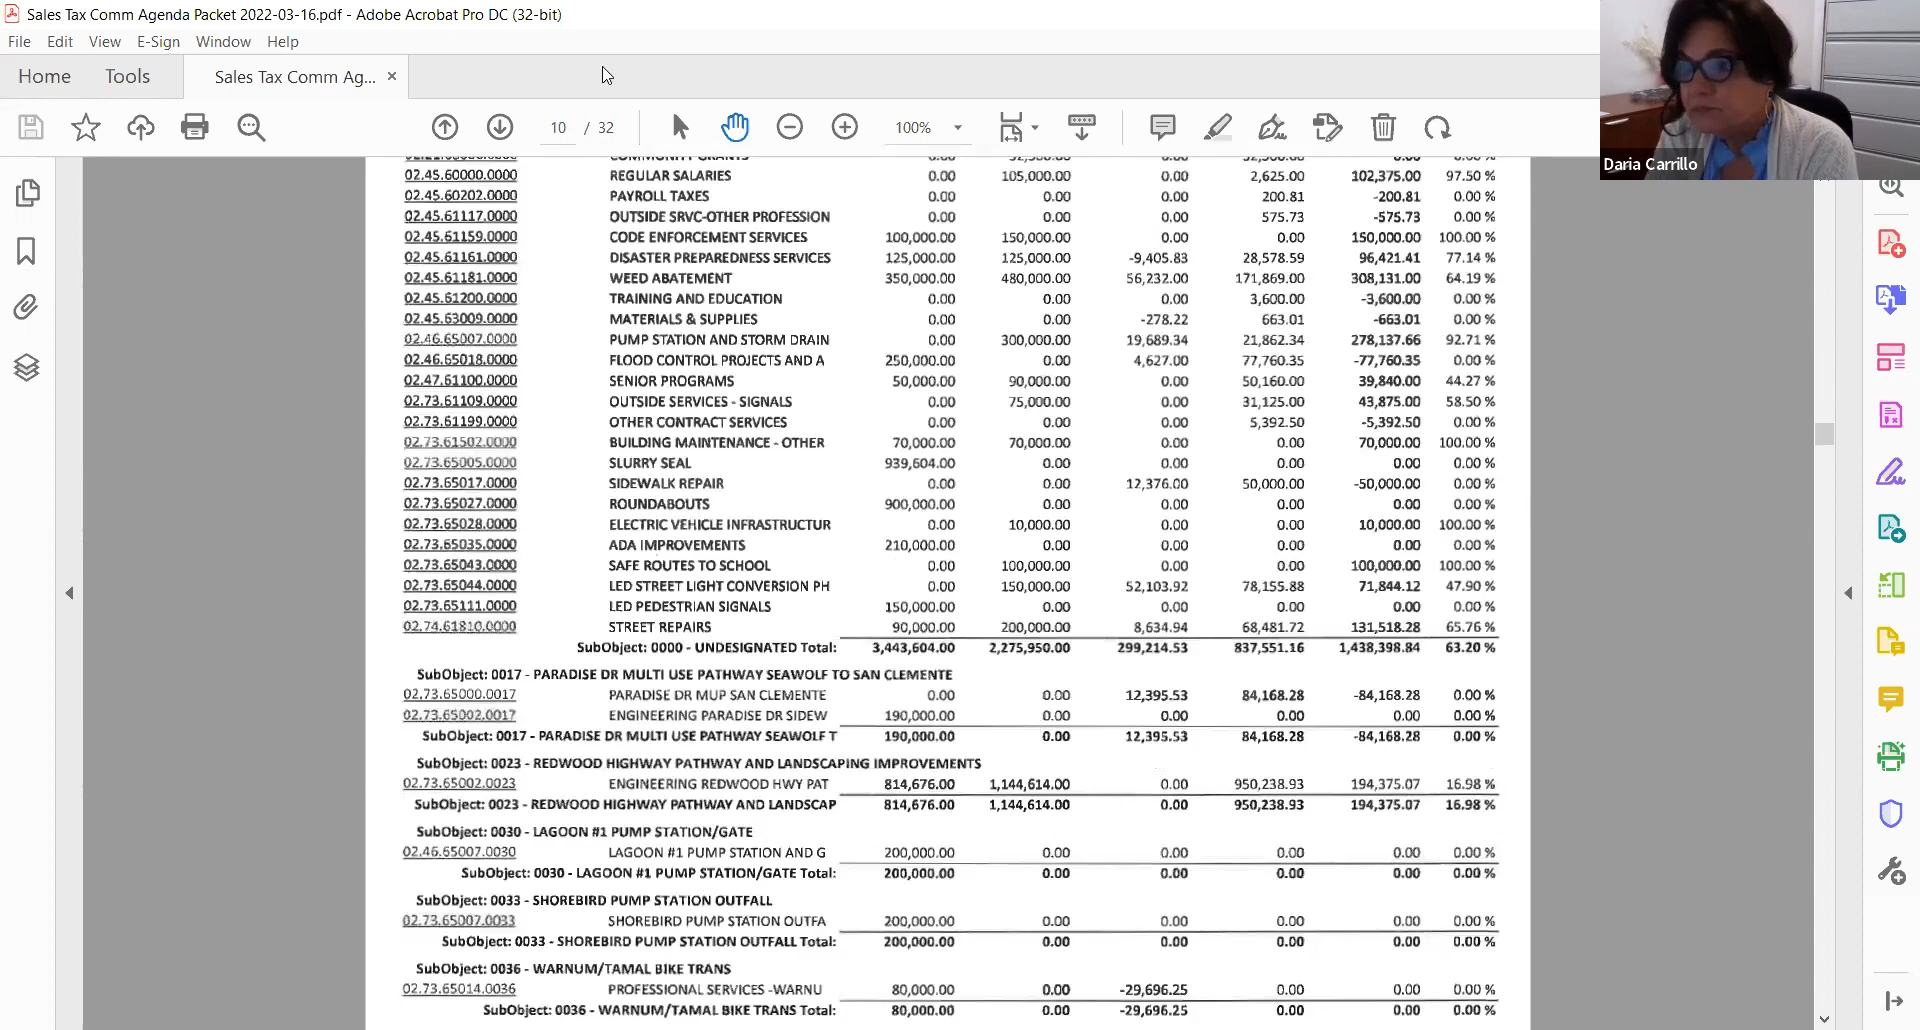 Sales Tax Comm Agenda Packet 2022-03-16.pdf - Adobe Acrobat Pro DC (32-bit)
File Edit View E-Sign Window Help
Home Tools Sales Tax Comm Ag... ×
10 / 32 100%
Daria Carrillo
COMMUNITY GRANTS
02.45.60000.0000 REGULAR SALARIES 0.00 105,000.00 0.00 2,625.00 102,375.00 97.50 %
02.45.60202.0000 PAYROLL TAXES 0.00 0.00 0.00 200.81 -200.81 0.00 %
02.45.61117.0000 OUTSIDE SRVC-OTHER PROFESSION 0.00 0.00 0.00 575.73 -575.73 0.00 %
02.45.61159.0000 CODE ENFORCEMENT SERVICES 100,000.00 150,000.00 0.00 0.00 150,000.00 100.00 %
02.45.61161.0000 DISASTER PREPAREDNESS SERVICES 125,000.00 125,000.00 -9,405.83 28,578.59 96,421.41 77.14 %
02.45.61181.0000 WEED ABATEMENT 350,000.00 480,000.00 56,232.00 171,869.00 308,131.00 64.19 %
02.45.61200.0000 TRAINING AND EDUCATION 0.00 0.00 0.00 3,600.00 -3,600.00 0.00 %
02.45.63009.0000 MATERIALS & SUPPLIES 0.00 0.00 -278.22 663.01 -663.01 0.00 %
02.46.65007.0000 PUMP STATION AND STORM DRAIN 0.00 300,000.00 19,689.34 21,862.34 278,137.66 92.71 %
02.46.65018.0000 FLOOD CONTROL PROJECTS AND A 250,000.00 0.00 4,627.00 77,760.35 -77,760.35 0.00 %
02.47.61100.0000 SENIOR PROGRAMS 50,000.00 90,000.00 0.00 50,160.00 39,840.00 44.27 %
02.73.61109.0000 OUTSIDE SERVICES - SIGNALS 0.00 75,000.00 0.00 31,125.00 43,875.00 58.50 %
02.73.61199.0000 OTHER CONTRACT SERVICES 0.00 0.00 0.00 5,392.50 -5,392.50 0.00 %
02.73.61502.0000 BUILDING MAINTENANCE - OTHER 70,000.00 70,000.00 0.00 0.00 70,000.00 100.00 %
02.73.65005.0000 SLURRY SEAL 939,604.00 0.00 0.00 0.00 0.00 0.00 %
02.73.65017.0000 SIDEWALK REPAIR 0.00 0.00 12,376.00 50,000.00 -50,000.00 0.00 %
02.73.65027.0000 ROUNDABOUTS 900,000.00 0.00 0.00 0.00 0.00 0.00 %
02.73.65028.0000 ELECTRIC VEHICLE INFRASTRUCTUR 0.00 10,000.00 0.00 0.00 10,000.00 100.00 %
02.73.65035.0000 ADA IMPROVEMENTS 210,000.00 0.00 0.00 0.00 0.00 0.00 %
02.73.65043.0000 SAFE ROUTES TO SCHOOL 0.00 100,000.00 0.00 0.00 100,000.00 100.00 %
02.73.65044.0000 LED STREET LIGHT CONVERSION PH 0.00 150,000.00 52,103.92 78,155.88 71,844.12 47.90 %
02.73.65111.0000 LED PEDESTRIAN SIGNALS 150,000.00 0.00 0.00 0.00 0.00 0.00 %
02.74.61810.0000 STREET REPAIRS 90,000.00 200,000.00 8,634.94 68,481.72 131,518.28 65.76 %
SubObject: 0000 - UNDESIGNATED Total: 3,443,604.00 2,275,950.00 299,214.53 837,551.16 1,438,398.84 63.20 %
SubObject: 0017 - PARADISE DR MULTI USE PATHWAY SEAWOLF TO SAN CLEMENTE
02.73.65000.0017 PARADISE DR MUP SAN CLEMENTE 0.00 0.00 12,395.53 84,168.28 -84,168.28 0.00 %
02.73.65002.0017 ENGINEERING PARADISE DR SIDEW 190,000.00 0.00 0.00 0.00 0.00 0.00 %
SubObject: 0017 - PARADISE DR MULTI USE PATHWAY SEAWOLF T 190,000.00 0.00 12,395.53 84,168.28 -84,168.28 0.00 %
SubObject: 0023 - REDWOOD HIGHWAY PATHWAY AND LANDSCAPING IMPROVEMENTS
02.73.65002.0023 ENGINEERING REDWOOD HWY PAT 814,676.00 1,144,614.00 0.00 950,238.93 194,375.07 16.98 %
SubObject: 0023 - REDWOOD HIGHWAY PATHWAY AND LANDSCAP 814,676.00 1,144,614.00 0.00 950,238.93 194,375.07 16.98 %
SubObject: 0030 - LAGOON #1 PUMP STATION/GATE
02.46.65007.0030 LAGOON #1 PUMP STATION AND G 200,000.00 0.00 0.00 0.00 0.00 0.00 %
SubObject: 0030 - LAGOON #1 PUMP STATION/GATE Total: 200,000.00 0.00 0.00 0.00 0.00 0.00 %
SubObject: 0033 - SHOREBIRD PUMP STATION OUTFALL
02.73.65007.0033 SHOREBIRD PUMP STATION OUTFA 200,000.00 0.00 0.00 0.00 0.00 0.00 %
SubObject: 0033 - SHOREBIRD PUMP STATION OUTFALL Total: 200,000.00 0.00 0.00 0.00 0.00 0.00 %
SubObject: 0036 - WARNUM/TAMAL BIKE TRANS
02.73.65014.0036 PROFESSIONAL SERVICES -WARNU 80,000.00 0.00 -29,696.25 0.00 0.00 0.00 %
SubObject: 0036 - WARNUM/TAMAL BIKE TRANS Total: 80,000.00 0.00 -29,696.25 0.00 0.00 0.00 %